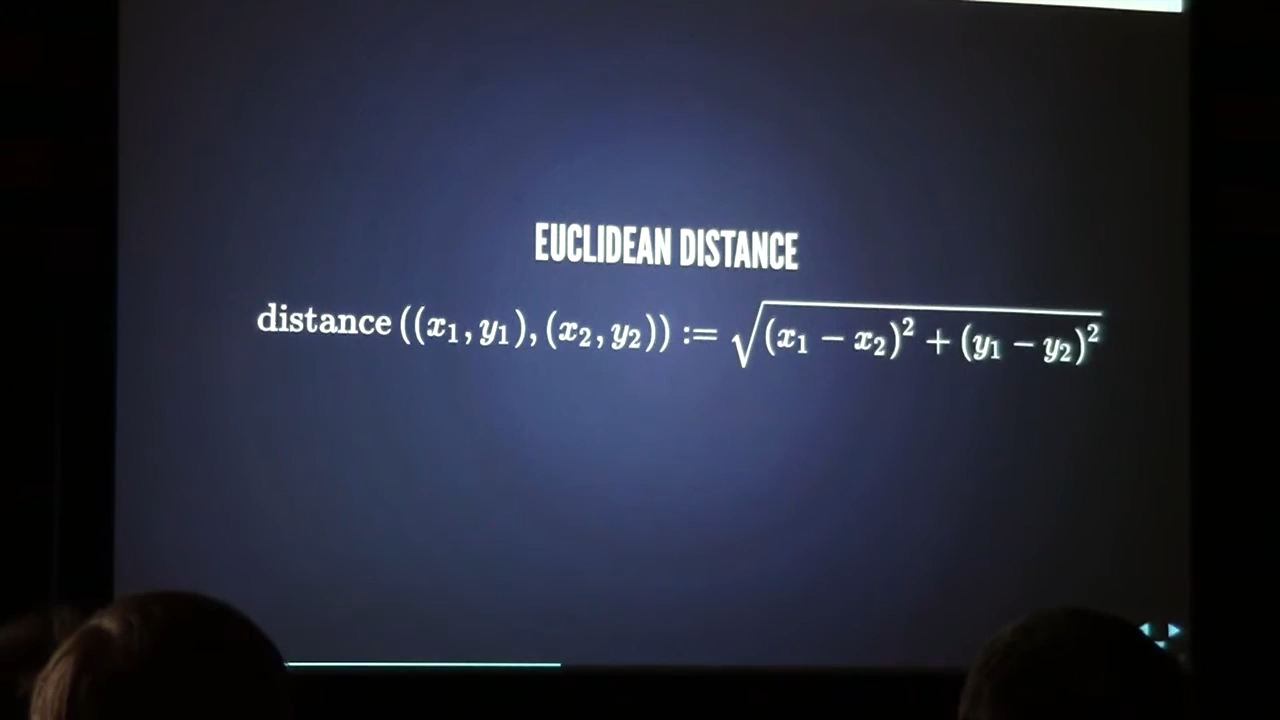 EUCLIDEAN DISTANCE
distance ((x₁, y₁), (x₂, y₂)) := √((x₁ − x₂)² + (y₁ − y₂)²)